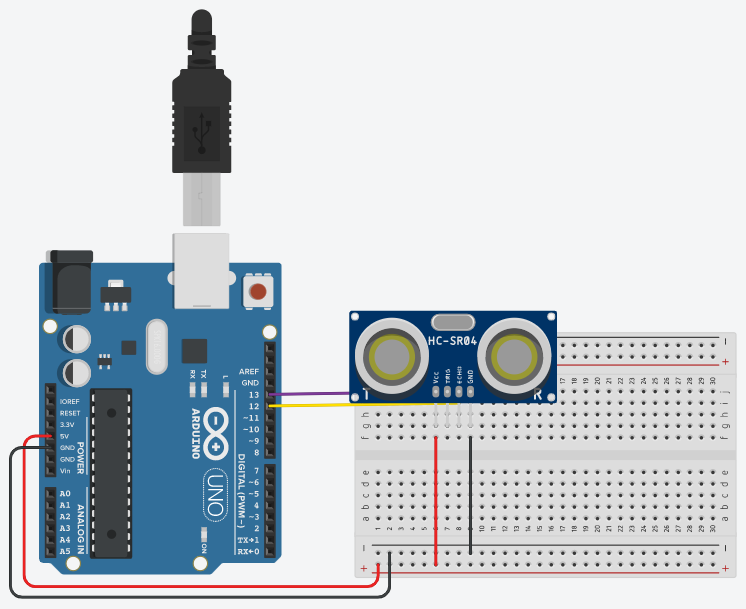 HC-SR04
VCC
TRIG
ECHO
GND
T
R
AREF
GND
13
12
~11
~10
~9
8
7
~6
~5
4
~3
2
TX→1
RX←0
DIGITAL (PWM~)
L
TX
RX
ARDUINO
UNO
ON
IOREF
RESET
3.3V
5V
GND
GND
Vin
POWER
A0
A1
A2
A3
A4
A5
ANALOG IN
-
+
17 18 19 20 21 22 23 24 25 26 27 28 29 30
j
i
h h
g g
f f
e e
d d
c c
b b
a a
1 2 3 4 5 6 7 8 9 10 11 12 13 14 15 16 17 18 19 20 21 22 23 24 25 26 27 28 29 30
- -
+ +